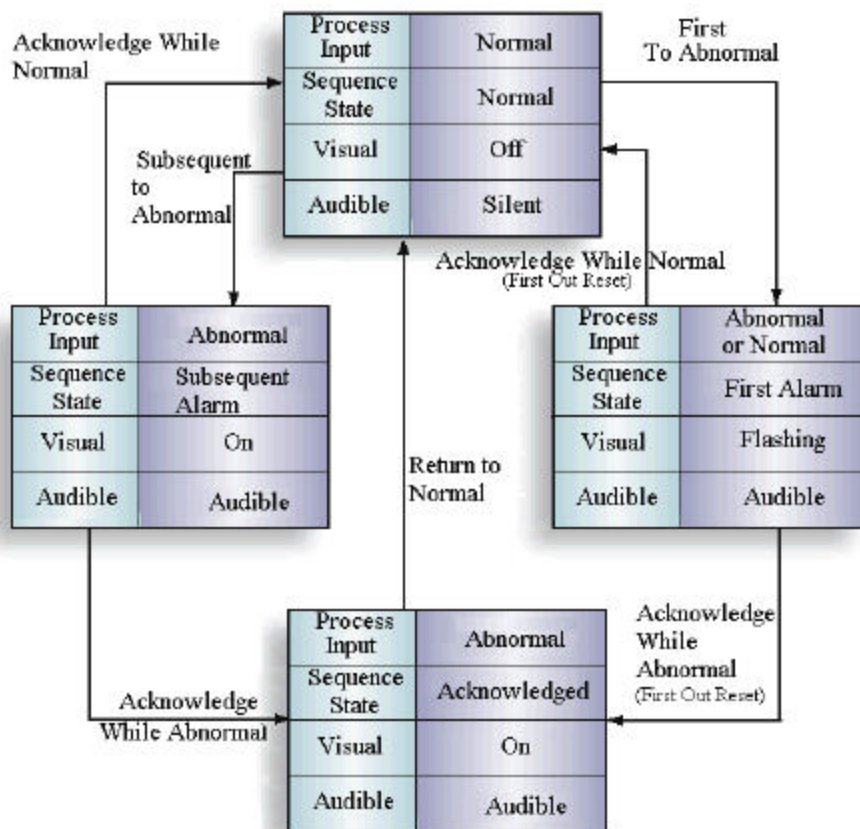 Acknowledge While
Normal
Process
Input
Normal
First
To Abnormal
Sequence
State
Normal
Subsequent
to
Abnormal
Visual
Off
Audible
Silent
Acknowledge While Normal
(First Out Reset)
Process
Input
Abnormal
Sequence
State
Subsequent
Alarm
Visual
On
Audible
Audible
Process
Input
Abnormal
or Normal
Sequence
State
First Alarm
Visual
Flashing
Audible
Audible
Return to
Normal
Process
Input
Abnormal
Sequence
State
Acknowledged
Visual
On
Audible
Audible
Acknowledge
While Abnormal
Acknowledge
While
Abnormal
(First Out Reset)